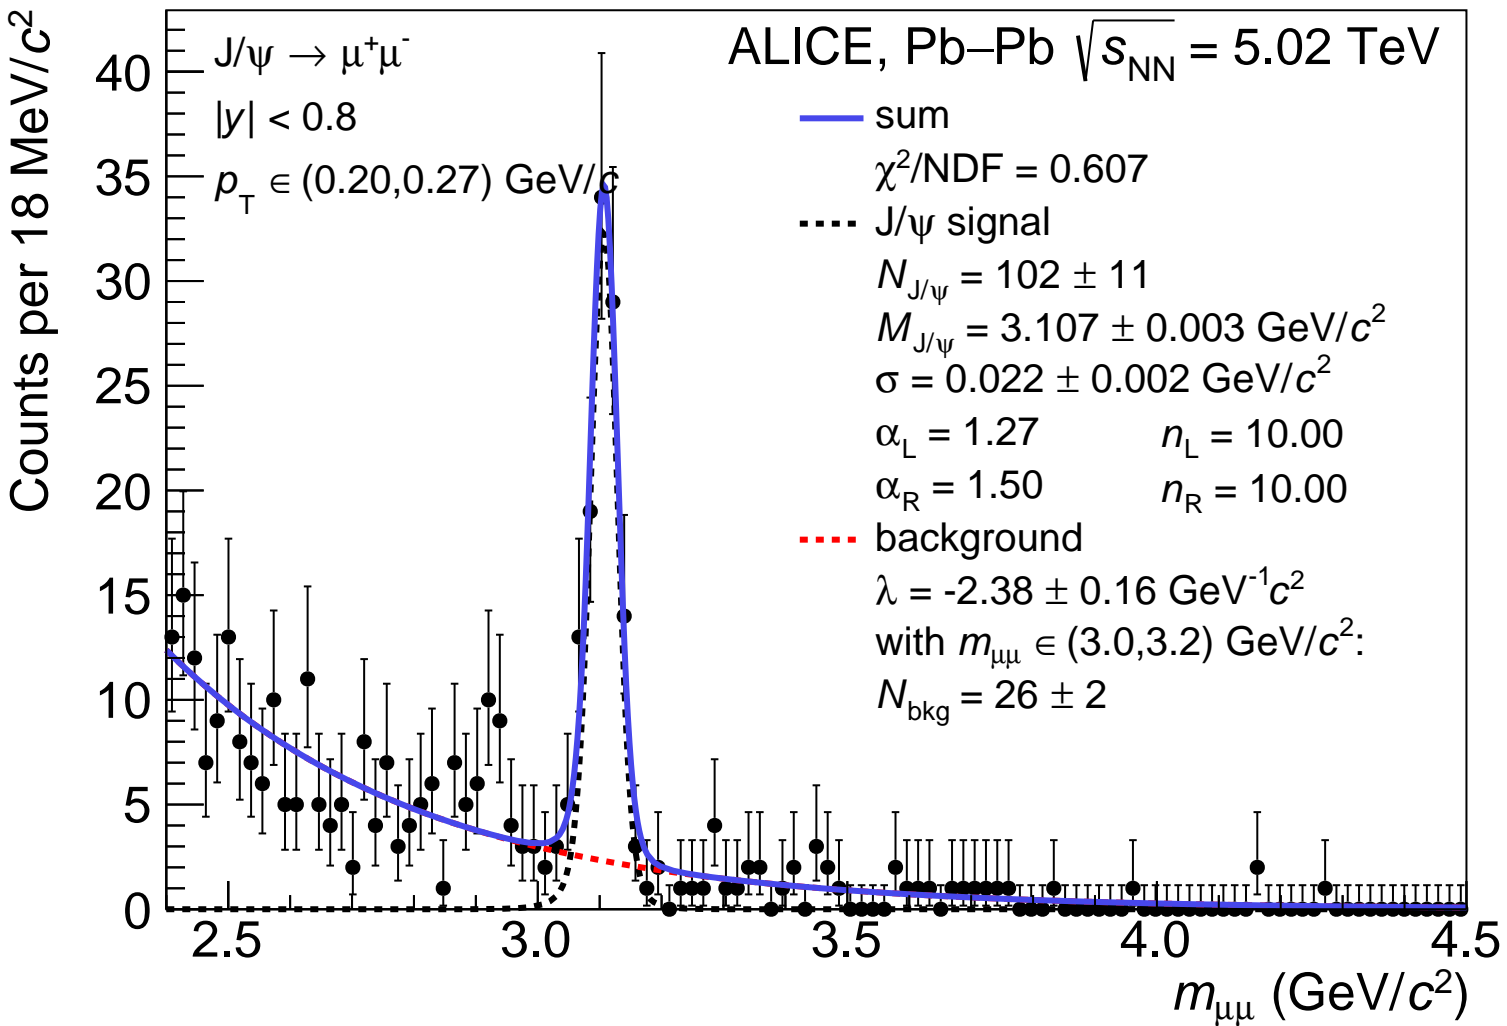 Counts per 18 MeV/c²
40
35
30
25
20
15
10
5
0
J/ψ → μ⁺μ⁻
|y| < 0.8
p_T ∈ (0.20,0.27) GeV/c
ALICE, Pb–Pb √s_NN = 5.02 TeV
sum
χ²/NDF = 0.607
J/ψ signal
N_J/ψ = 102 ± 11
M_J/ψ = 3.107 ± 0.003 GeV/c²
σ = 0.022 ± 0.002 GeV/c²
α_L = 1.27 n_L = 10.00
α_R = 1.50 n_R = 10.00
background
λ = -2.38 ± 0.16 GeV⁻¹c²
with m_μμ ∈ (3.0,3.2) GeV/c²:
N_bkg = 26 ± 2
2.5 3.0 3.5 4.0 4.5
m_μμ (GeV/c²)